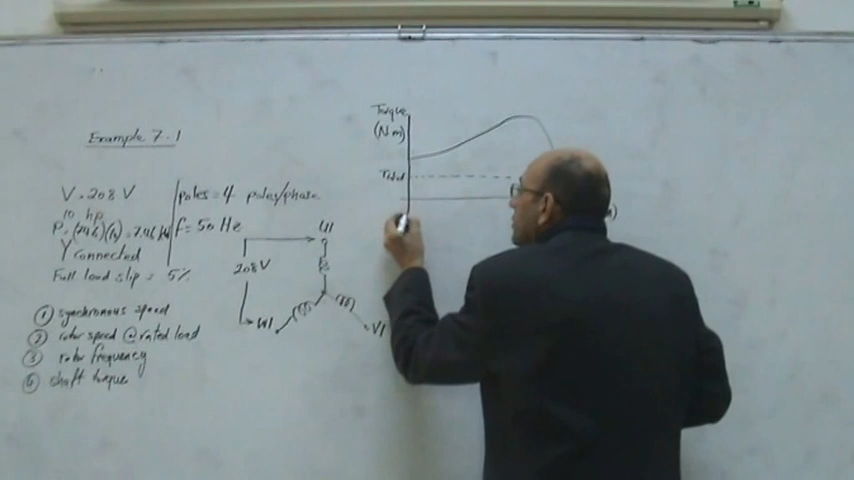 Example 7.1
V = 208 V
10 hp
P = (746)(10) = 7.46 kW
Y connected
Full load slip = 5%
poles = 4 poles/phase
f = 50 Hz
① synchronous speed
② rotor speed @ rated load
③ rotor frequency
④ shaft torque
U1
208 V
W1
V1
Torque
(N m)